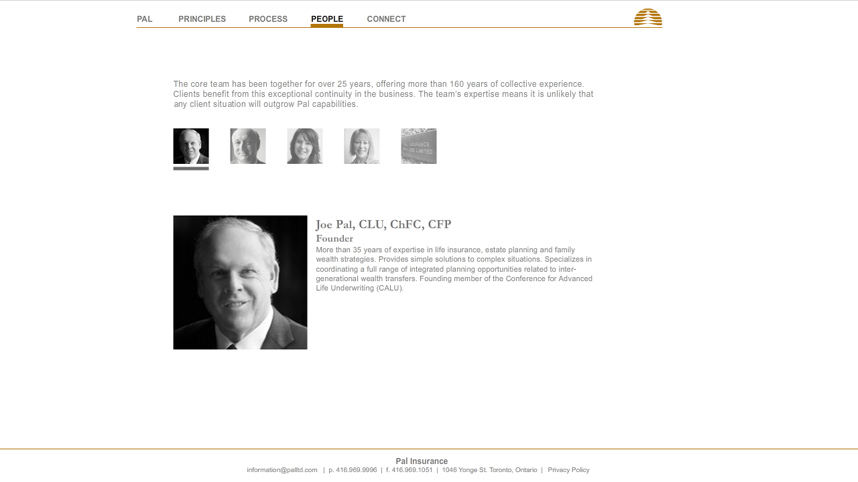 PAL PRINCIPLES PROCESS PEOPLE CONNECT
The core team has been together for over 25 years, offering more than 160 years of collective experience.
Clients benefit from this exceptional continuity in the business. The team's expertise means it is unlikely that
any client situation will outgrow Pal capabilities.
Joe Pal, CLU, ChFC, CFP
Founder
More than 35 years of expertise in life insurance, estate planning and family
wealth strategies. Provides simple solutions to complex situations. Specializes in
coordinating a full range of integrated planning opportunities related to inter-
generational wealth transfers. Founding member of the Conference for Advanced
Life Underwriting (CALU).
Pal Insurance
information@palltd.com | p. 416.969.9996 | f. 416.969.1051 | 1046 Yonge St. Toronto, Ontario | Privacy Policy